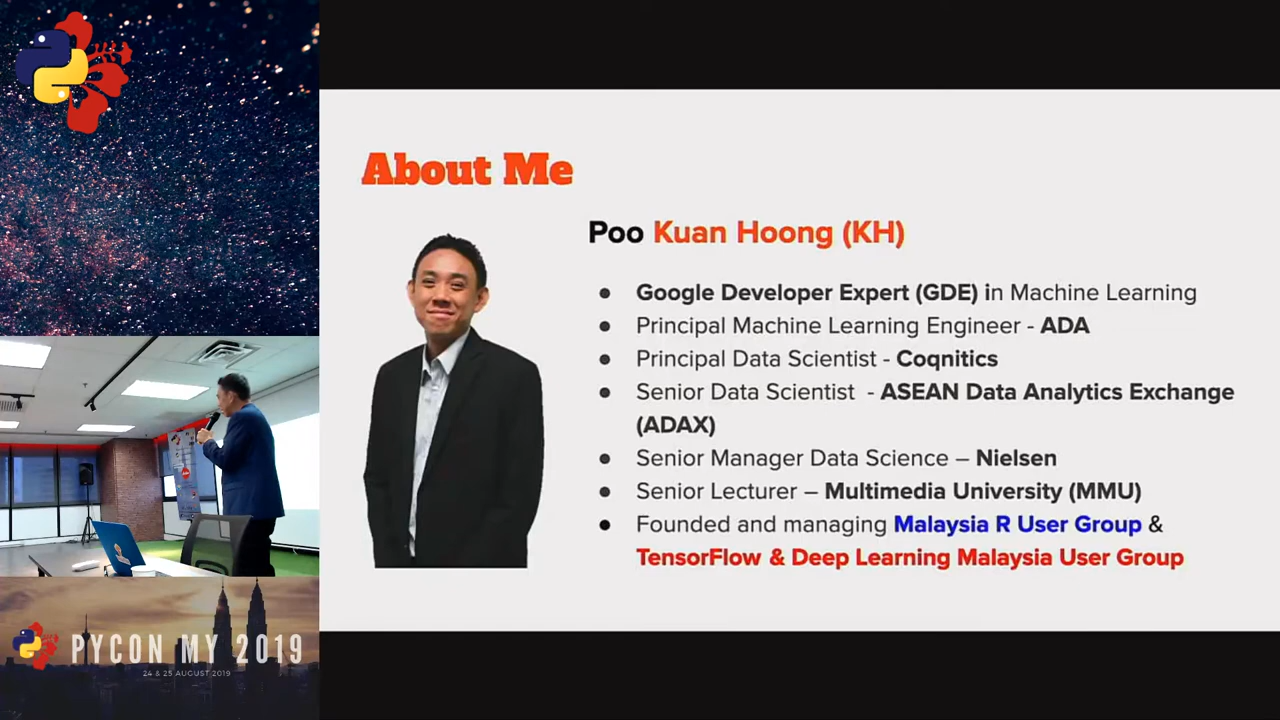 About Me
Poo Kuan Hoong (KH)
Google Developer Expert (GDE) in Machine Learning
Principal Machine Learning Engineer - ADA
Principal Data Scientist - Coqnitics
Senior Data Scientist - ASEAN Data Analytics Exchange
(ADAX)
Senior Manager Data Science – Nielsen
Senior Lecturer – Multimedia University (MMU)
Founded and managing Malaysia R User Group &
TensorFlow & Deep Learning Malaysia User Group
PYCON MY 2019
24 & 25 AUGUST 2019